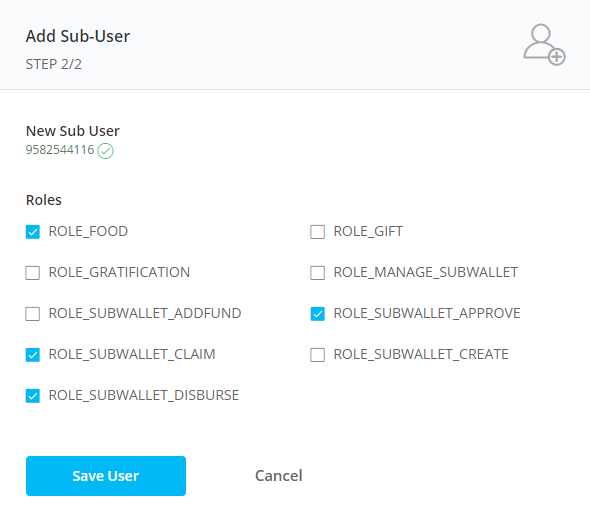 Add Sub-User
STEP 2/2
New Sub User
9582544116
Roles
ROLE_FOOD
ROLE_GIFT
ROLE_GRATIFICATION
ROLE_MANAGE_SUBWALLET
ROLE_SUBWALLET_ADDFUND
ROLE_SUBWALLET_APPROVE
ROLE_SUBWALLET_CLAIM
ROLE_SUBWALLET_CREATE
ROLE_SUBWALLET_DISBURSE
Save User
Cancel